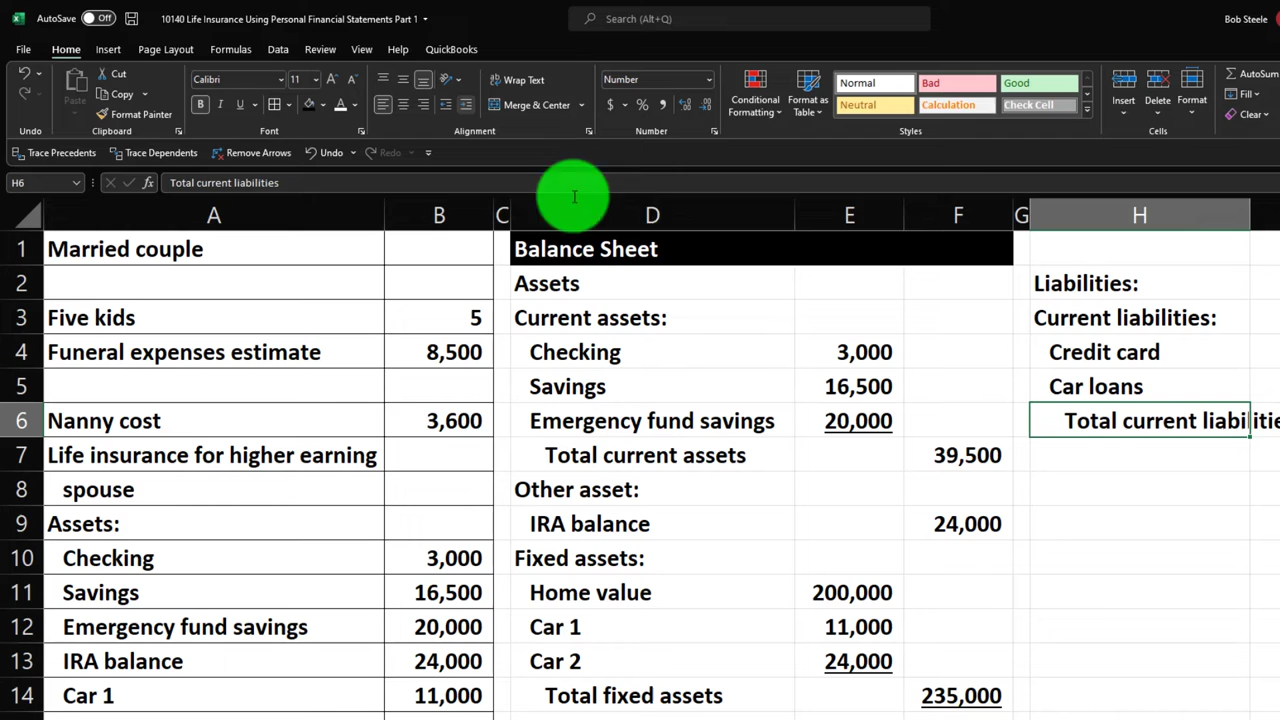 AutoSave Off 10140 Life Insurance Using Personal Financial Statements Part 1 Search (Alt+Q) Bob Steele
File Home Insert Page Layout Formulas Data Review View Help QuickBooks
Cut Calibri 11 Wrap Text Number Normal Bad Good AutoSum
Paste Copy Merge & Center Conditional Formatting Format as Table Neutral Calculation Check Cell Insert Delete Format Fill
Format Painter Clear
Undo Clipboard Font Alignment Number Styles Cells
Trace Precedents Trace Dependents Remove Arrows Undo Redo
H6 fx Total current liabilities
A B C D E F G H
1 Married couple Balance Sheet
2 Assets Liabilities:
3 Five kids 5 Current assets: Current liabilities:
4 Funeral expenses estimate 8,500 Checking 3,000 Credit card
5 Savings 16,500 Car loans
6 Nanny cost 3,600 Emergency fund savings 20,000 Total current liabilitie
7 Life insurance for higher earning Total current assets 39,500
8 spouse Other asset:
9 Assets: IRA balance 24,000
10 Checking 3,000 Fixed assets:
11 Savings 16,500 Home value 200,000
12 Emergency fund savings 20,000 Car 1 11,000
13 IRA balance 24,000 Car 2 24,000
14 Car 1 11,000 Total fixed assets 235,000